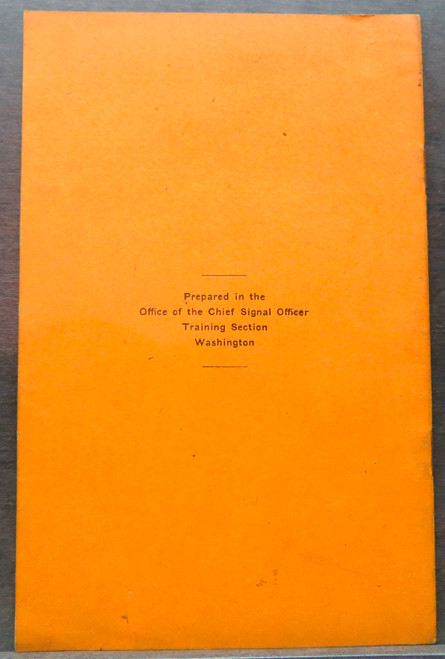 Prepared in the
Office of the Chief Signal Officer
Training Section
Washington